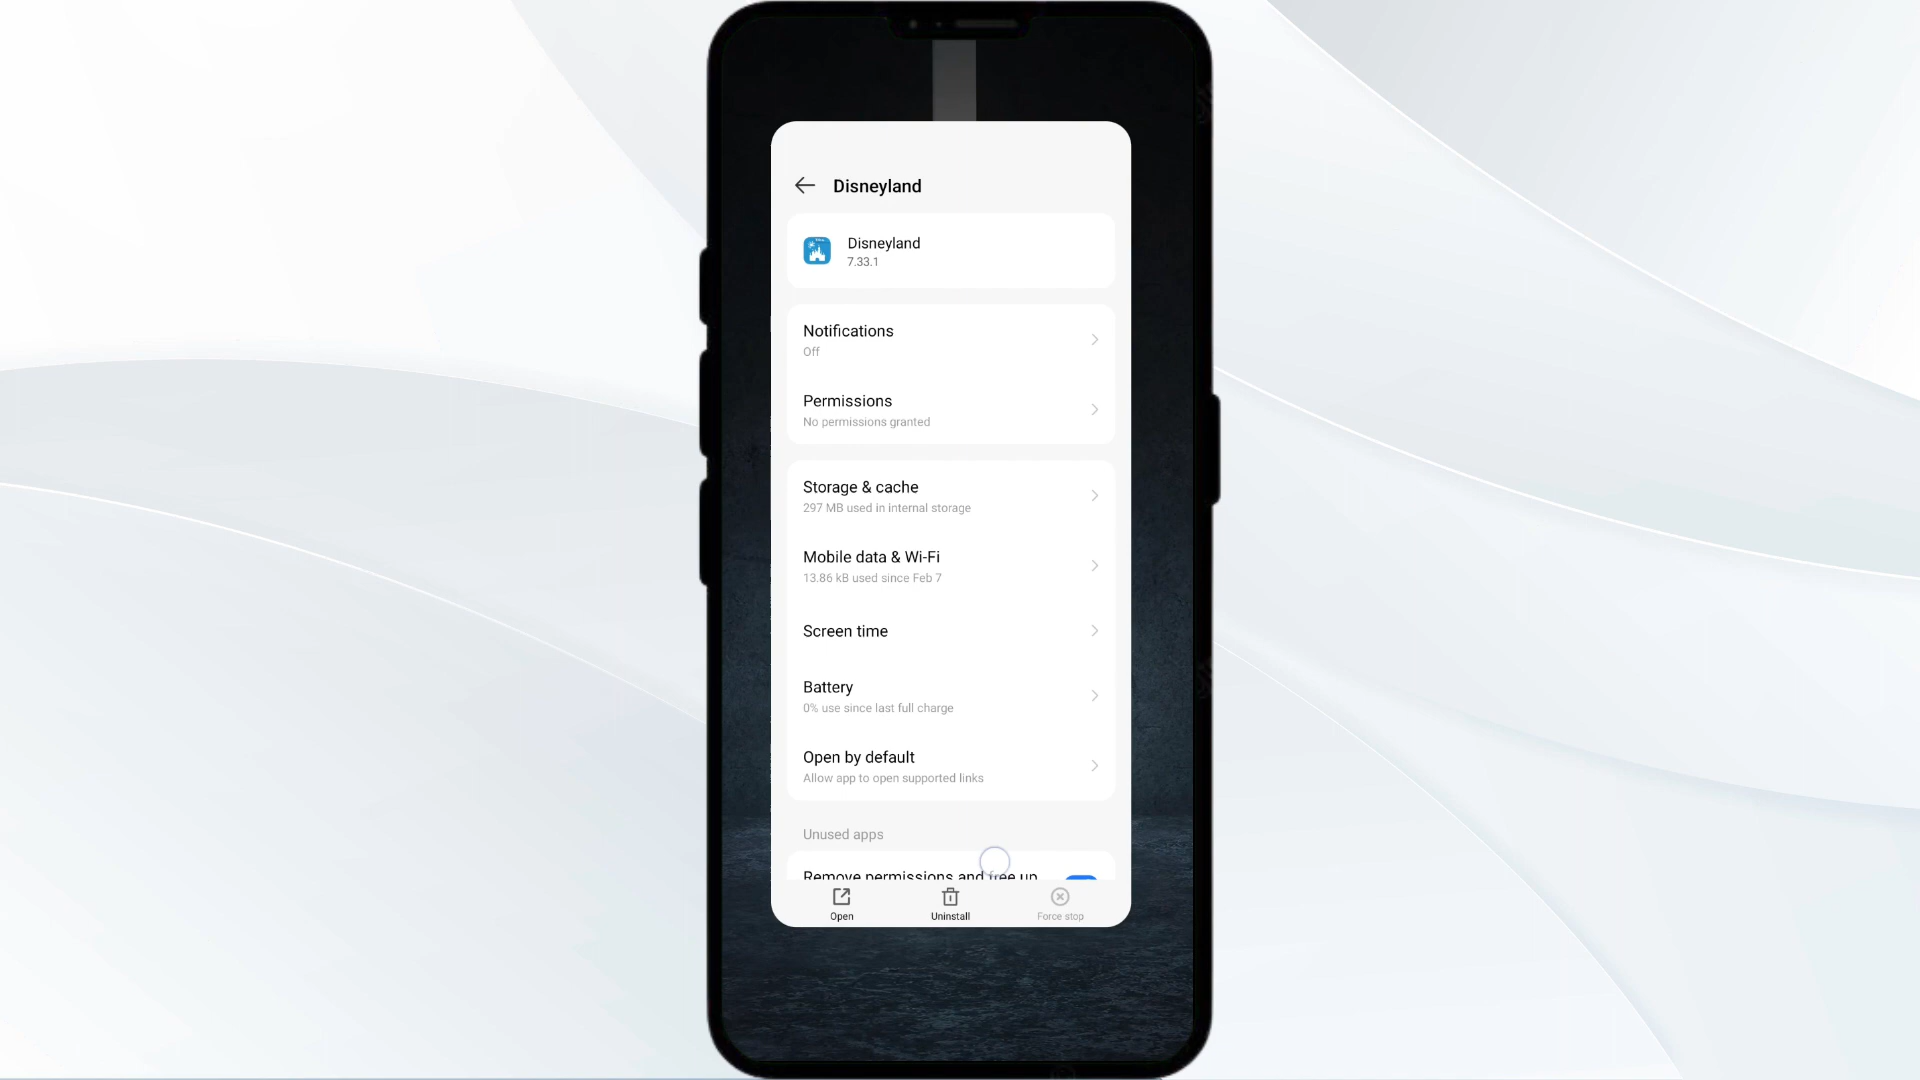 Disneyland
Disneyland
7.33.1
Notifications
Off
Permissions
No permissions granted
Storage & cache
297 MB used in internal storage
Mobile data & Wi-Fi
13.86 kB used since Feb 7
Screen time
Battery
0% use since last full charge
Open by default
Allow app to open supported links
Unused apps
Remove permissions and free up
Open
Uninstall
Force stop